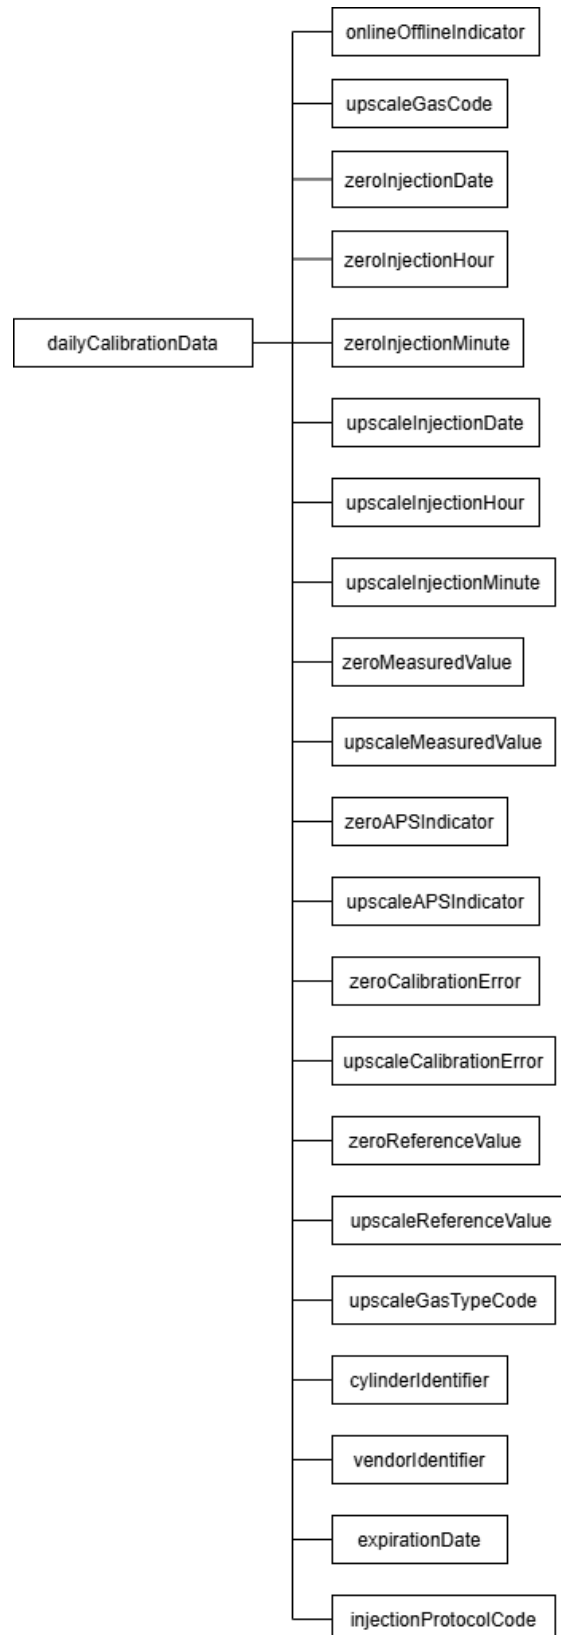 onlineOfflineIndicator
upscaleGasCode
zeroInjectionDate
zeroInjectionHour
dailyCalibrationData
zeroInjectionMinute
upscaleInjectionDate
upscaleInjectionHour
upscaleInjectionMinute
zeroMeasuredValue
upscaleMeasuredValue
zeroAPSIndicator
upscaleAPSIndicator
zeroCalibrationError
upscaleCalibrationError
zeroReferenceValue
upscaleReferenceValue
upscaleGasTypeCode
cylinderIdentifier
vendorIdentifier
expirationDate
injectionProtocolCode